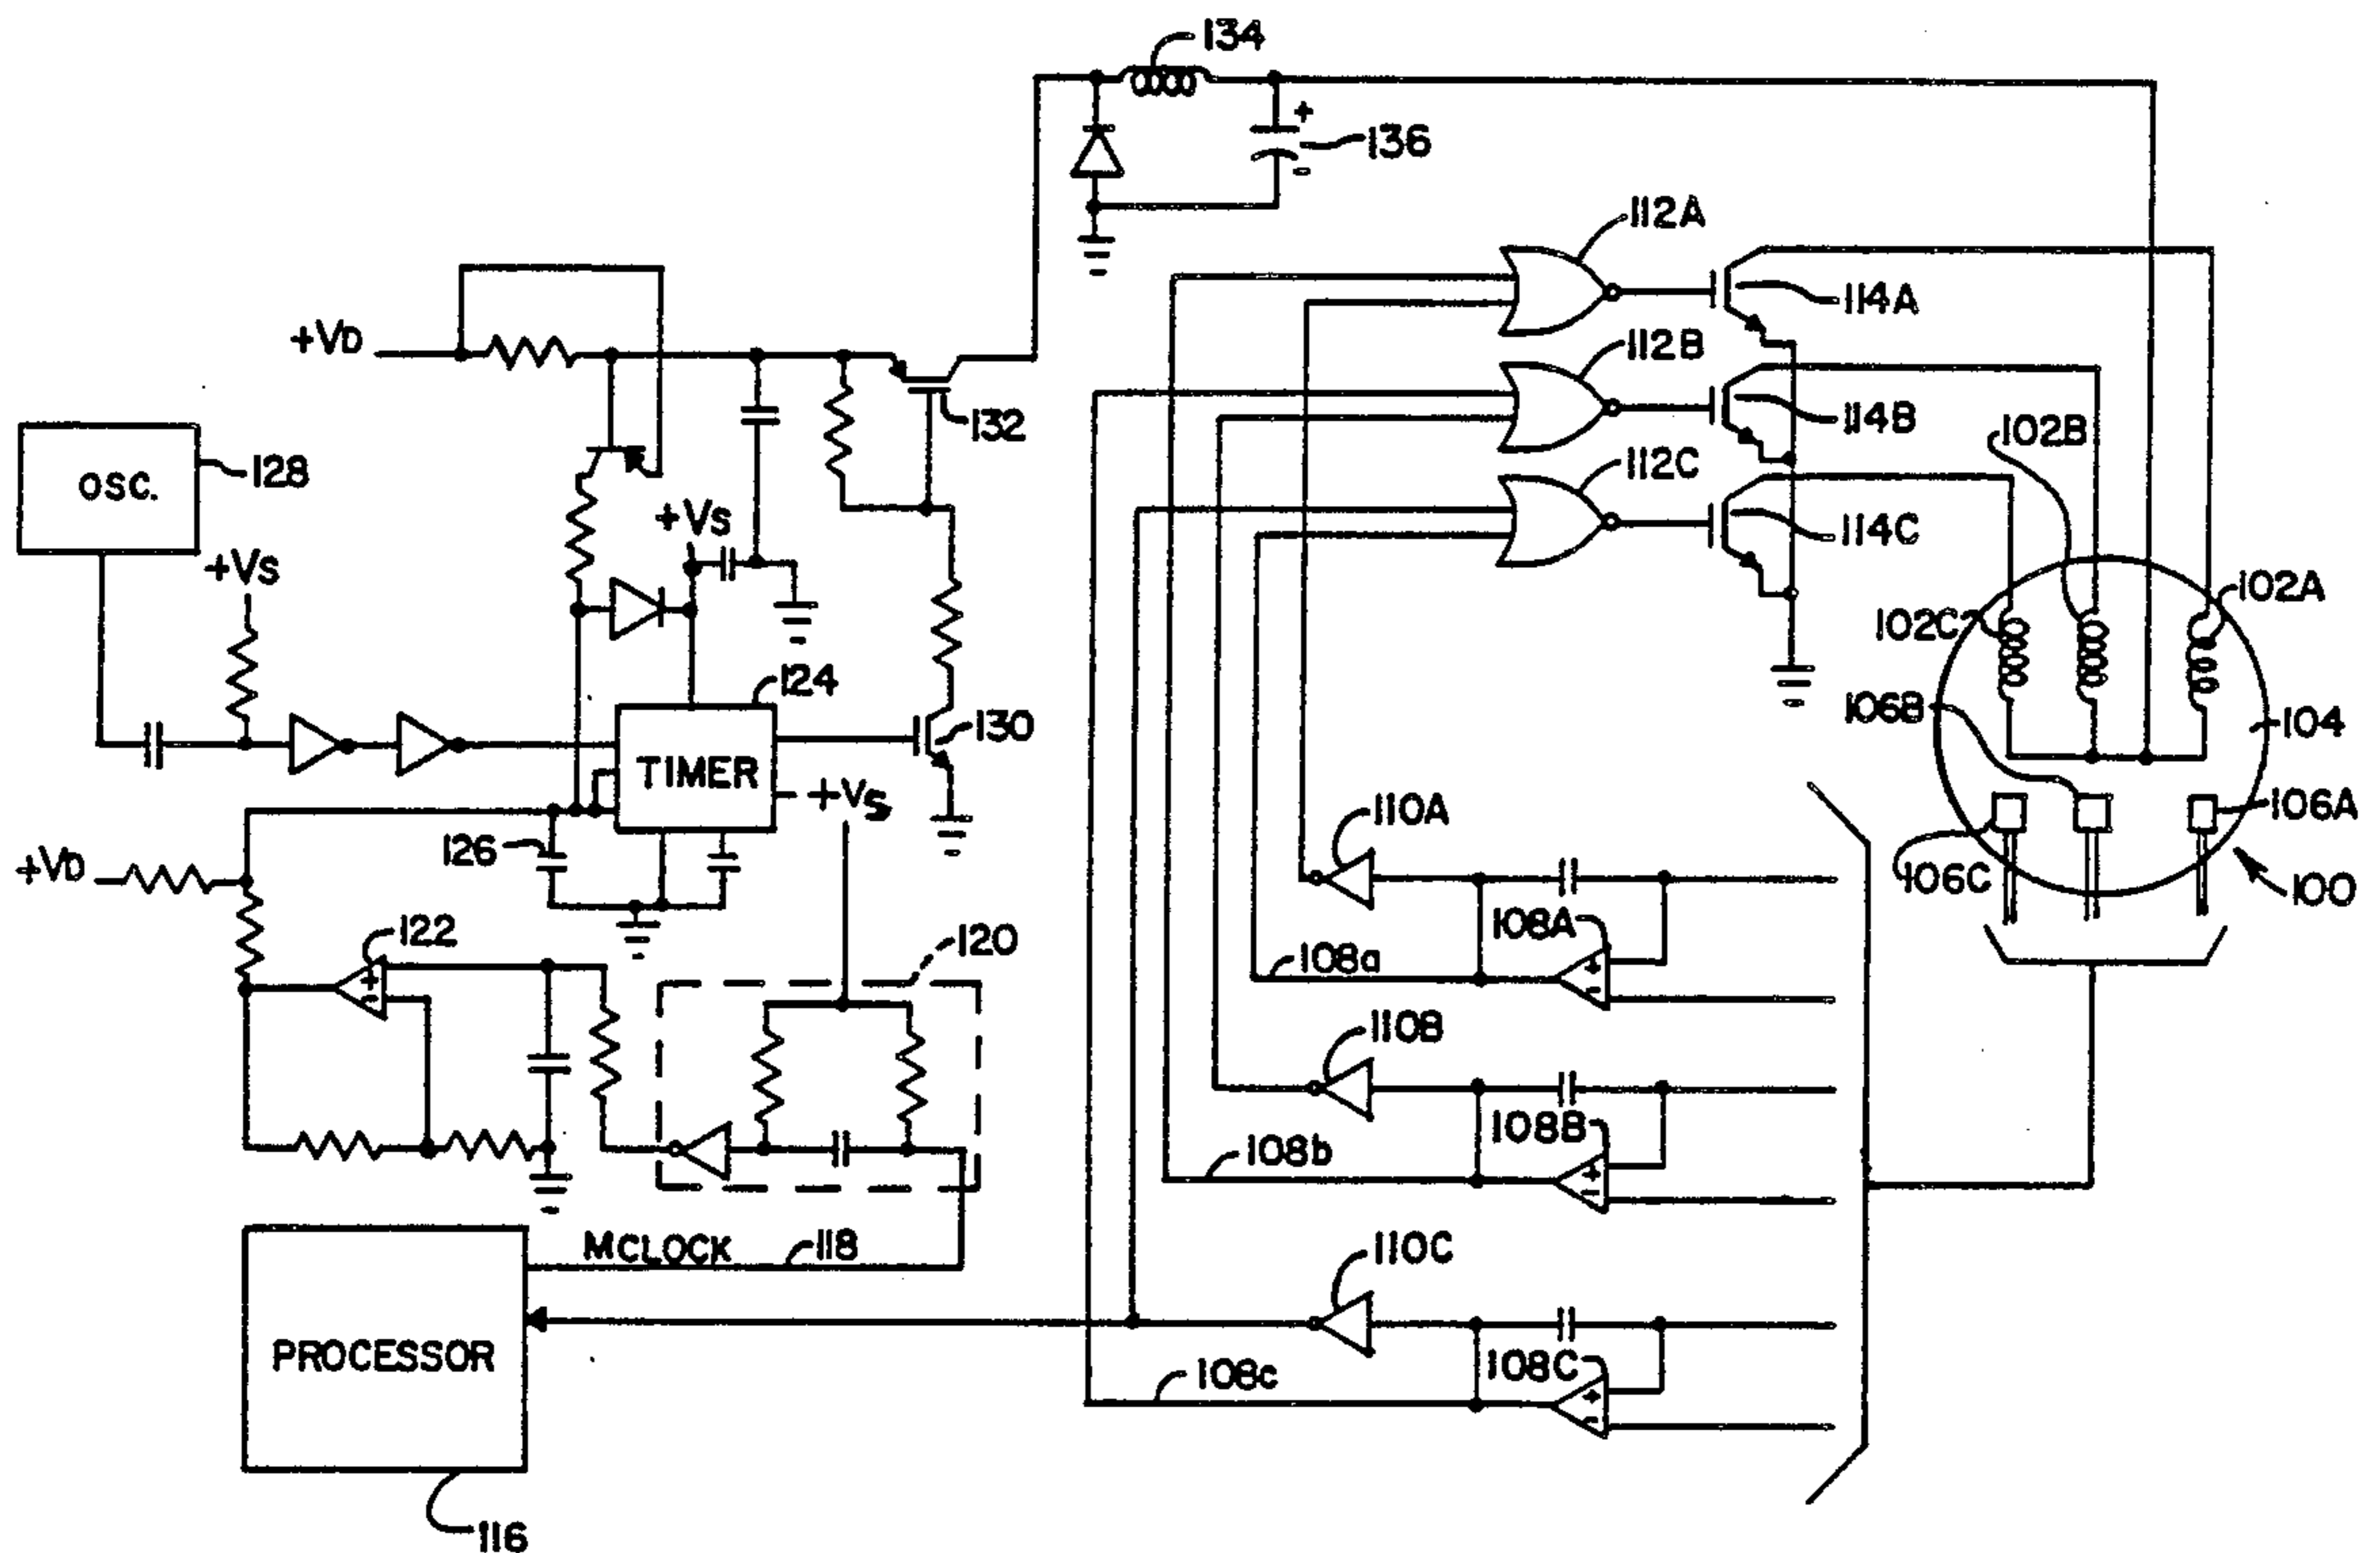 134
+
136
-
112A
+VD
114A
112B
132
114B
102B
OSC.
128
112C
+VS
114C
+VS
102A
102C
124
106B
130
104
TIMER
+VS
110A
106A
126
+VD
106C
100
122
108A
+
-
120
108a
+
-
110B
108B
108b
+
-
MCLOCK
118
110C
PROCESSOR
108C
108c
+
-
116